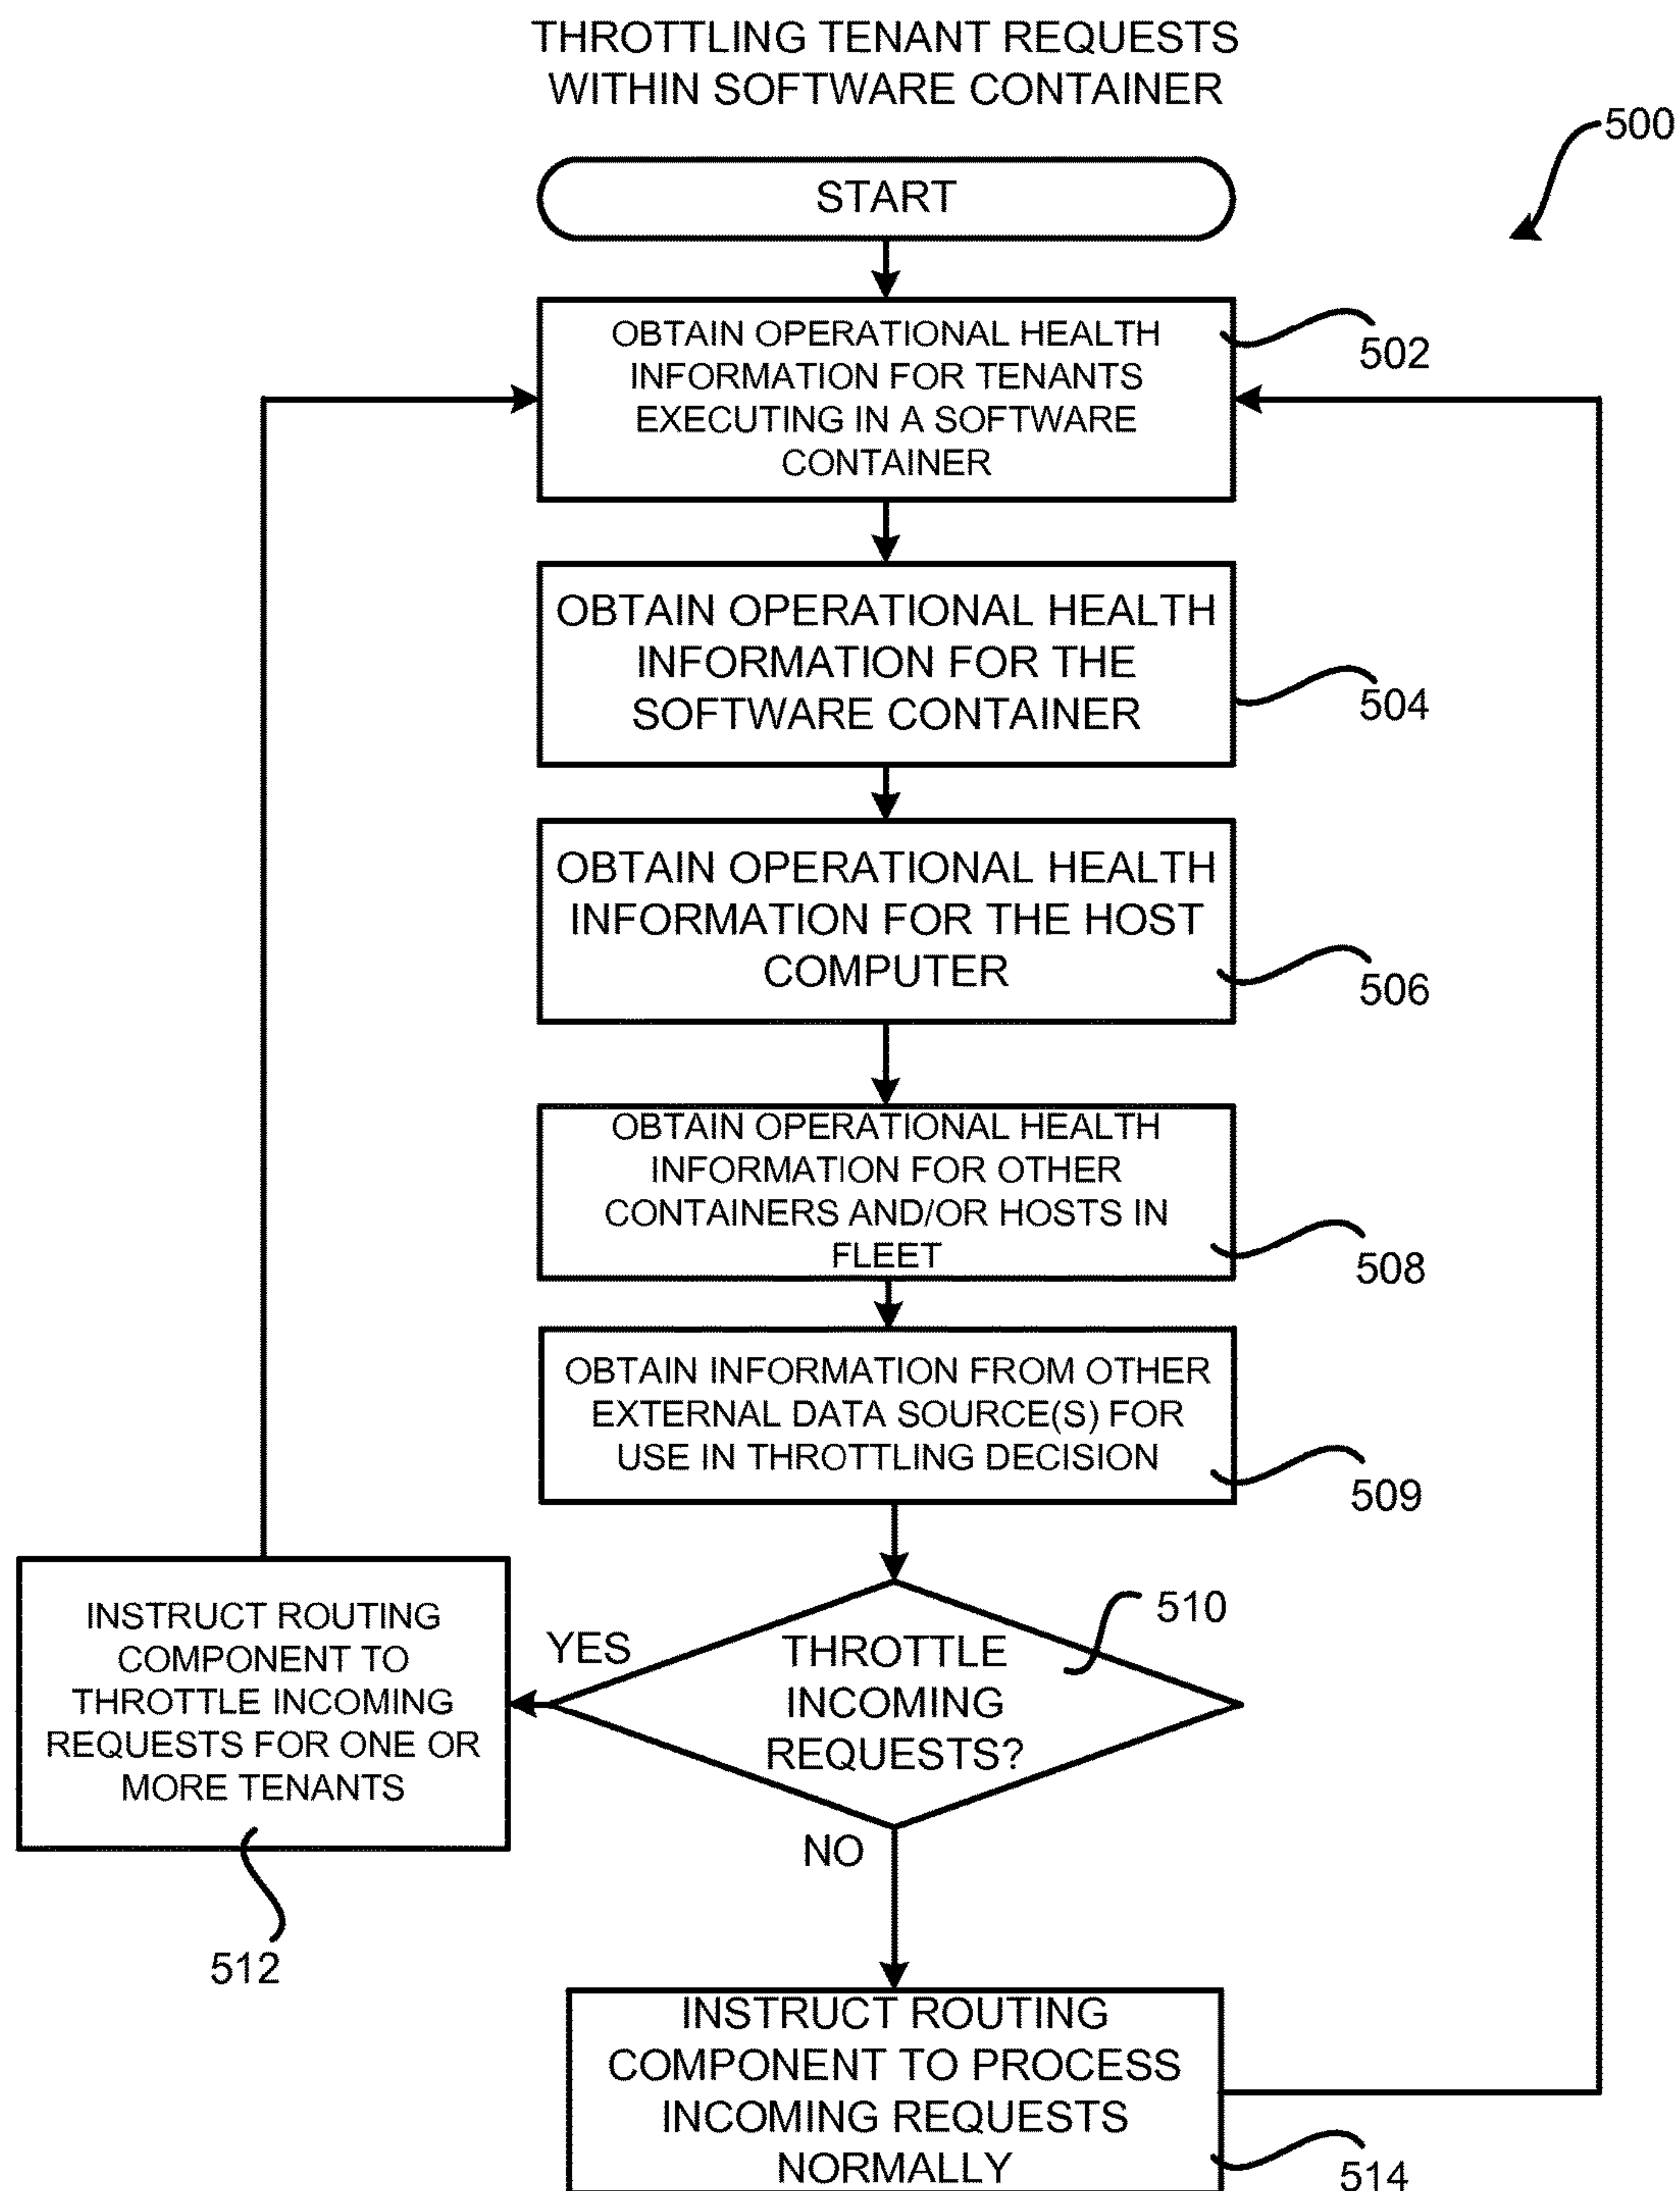 THROTTLING TENANT REQUESTS
WITHIN SOFTWARE CONTAINER
500
START
OBTAIN OPERATIONAL HEALTH
INFORMATION FOR TENANTS
EXECUTING IN A SOFTWARE
CONTAINER
502
OBTAIN OPERATIONAL HEALTH
INFORMATION FOR THE
SOFTWARE CONTAINER
504
OBTAIN OPERATIONAL HEALTH
INFORMATION FOR THE HOST
COMPUTER
506
OBTAIN OPERATIONAL HEALTH
INFORMATION FOR OTHER
CONTAINERS AND/OR HOSTS IN
FLEET
508
OBTAIN INFORMATION FROM OTHER
EXTERNAL DATA SOURCE(S) FOR
USE IN THROTTLING DECISION
509
THROTTLE
INCOMING
REQUESTS?
510
YES
INSTRUCT ROUTING
COMPONENT TO
THROTTLE INCOMING
REQUESTS FOR ONE OR
MORE TENANTS
512
NO
INSTRUCT ROUTING
COMPONENT TO PROCESS
INCOMING REQUESTS
NORMALLY
514